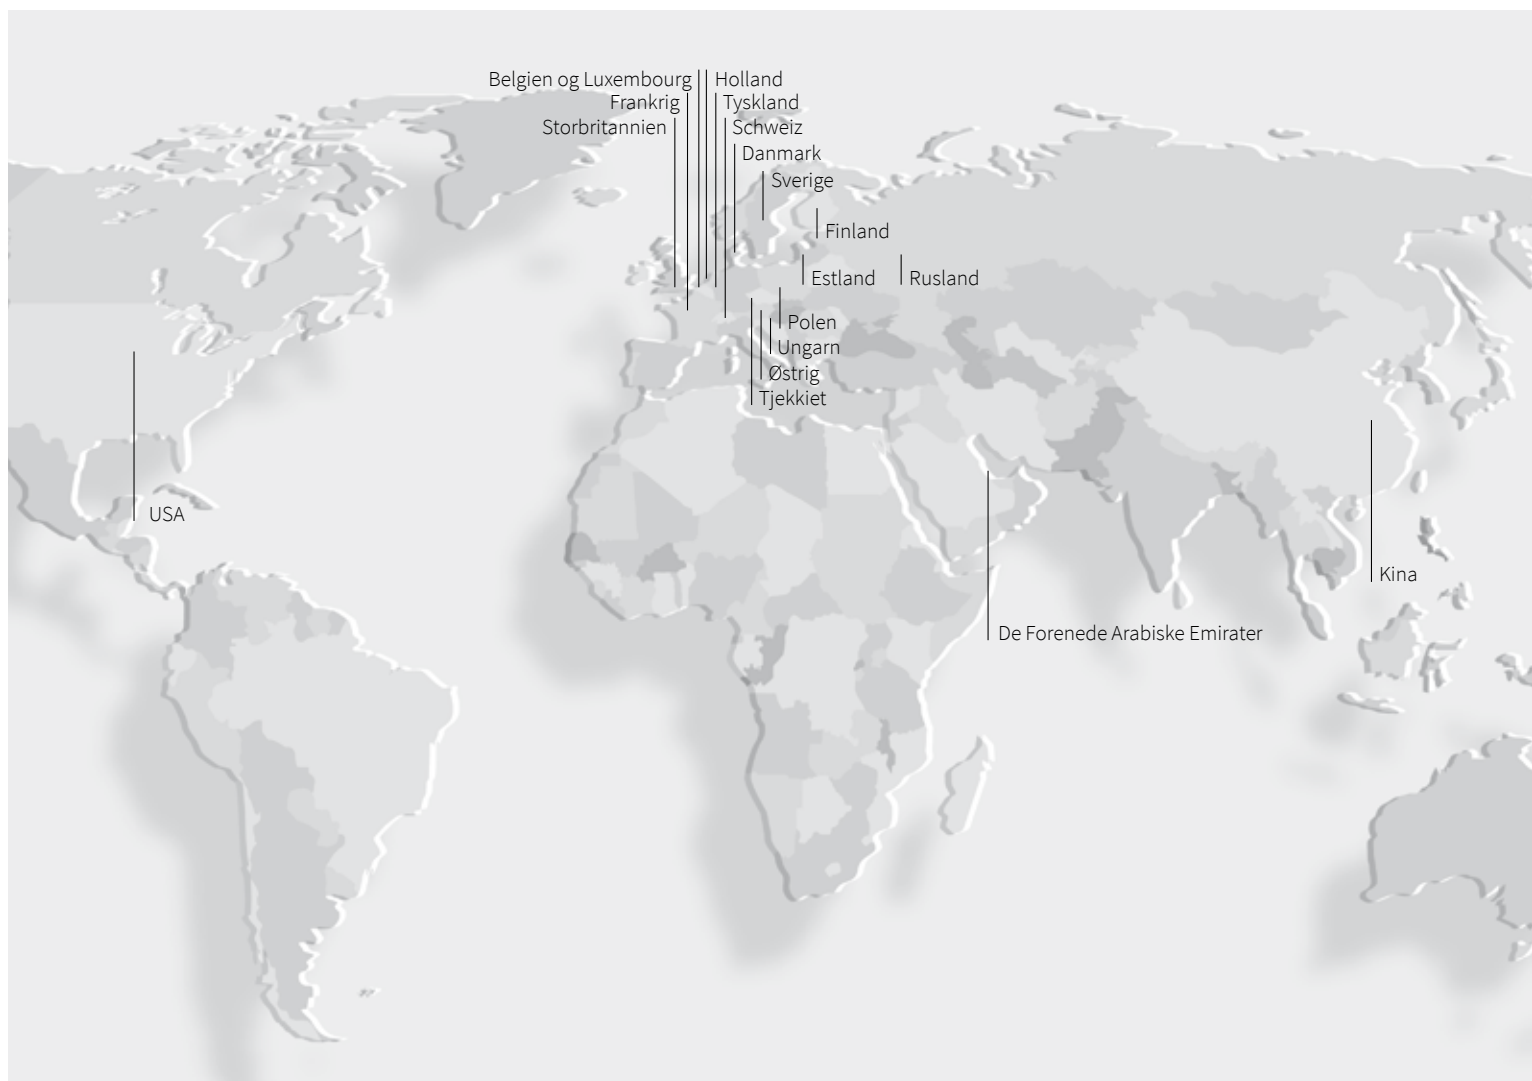 Belgien og Luxembourg
Holland
Frankrig
Tyskland
Storbritannien
Schweiz
Danmark
Sverige
Finland
Estland
Rusland
Polen
Ungarn
Østrig
Tjekkiet
USA
Kina
De Forenede Arabiske Emirater